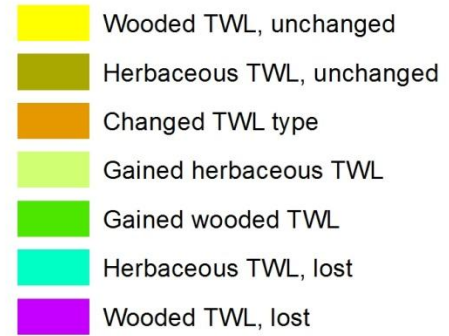 Wooded TWL, unchanged
Herbaceous TWL, unchanged
Changed TWL type
Gained herbaceous TWL
Gained wooded TWL
Herbaceous TWL, lost
Wooded TWL, lost